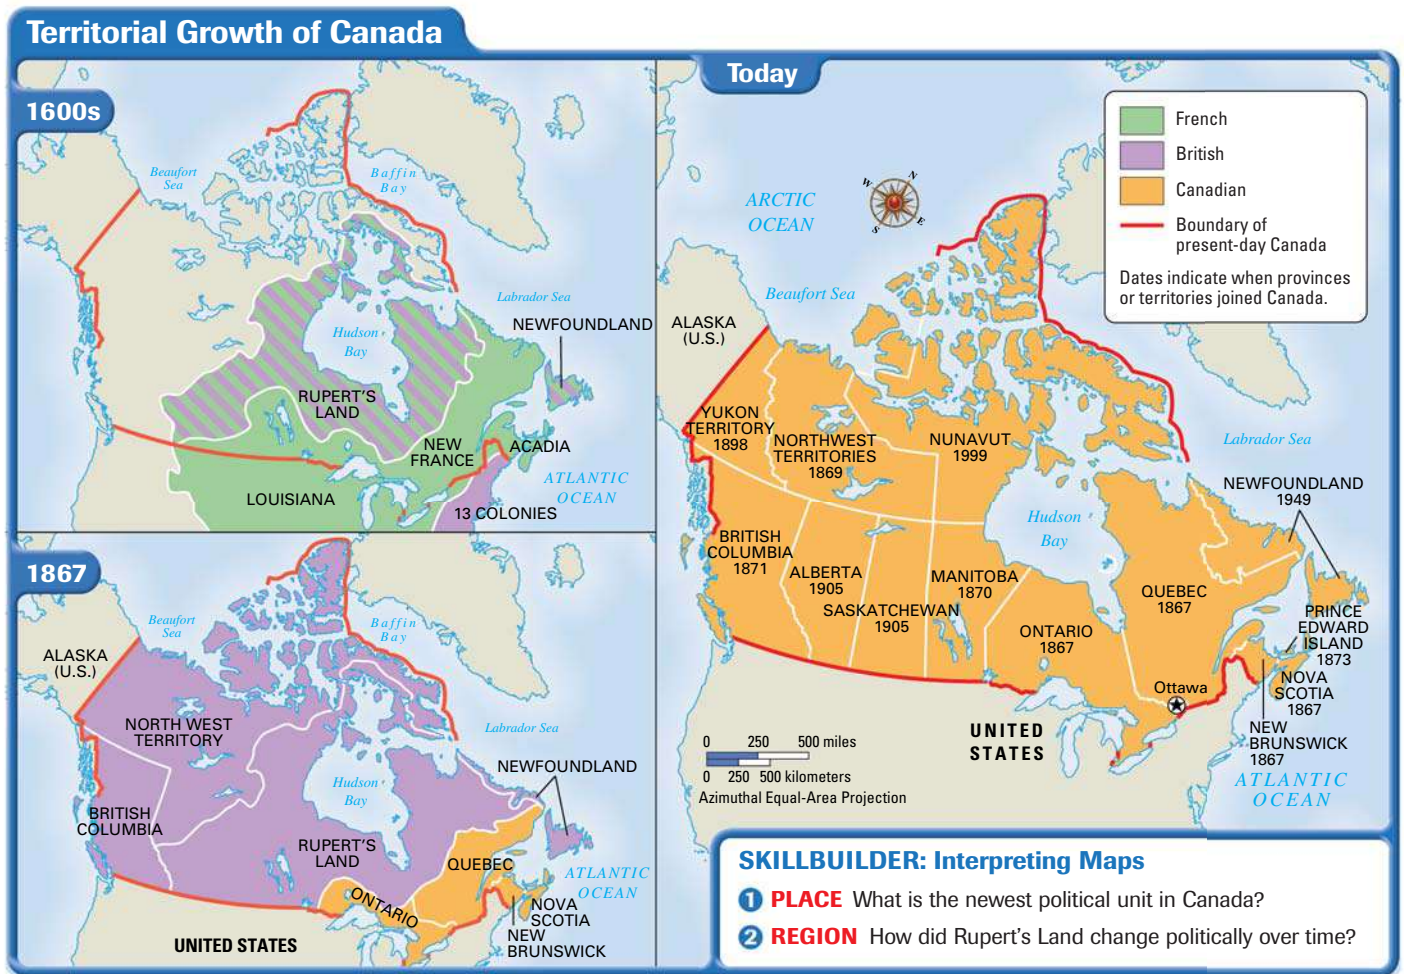 Territorial Growth of Canada
1600s
Beaufort
Sea
Baffin
Bay
Labrador Sea
NEWFOUNDLAND
Hudson
Bay
RUPERT'S
LAND
NEW
FRANCE
ACADIA
ATLANTIC
OCEAN
LOUISIANA
13 COLONIES
1867
Beaufort
Sea
Baffin
Bay
ALASKA
(U.S.)
NORTH WEST
TERRITORY
Labrador Sea
NEWFOUNDLAND
Hudson
Bay
BRITISH
COLUMBIA
RUPERT'S
LAND
QUEBEC
ATLANTIC
OCEAN
ONTARIO
NOVA
SCOTIA
NEW
BRUNSWICK
UNITED STATES
Today
French
British
Canadian
Boundary of
present-day Canada
Dates indicate when provinces
or territories joined Canada.
N
W
E
S
ARCTIC
OCEAN
Beaufort Sea
ALASKA
(U.S.)
YUKON
TERRITORY
1898
NORTHWEST
TERRITORIES
1869
NUNAVUT
1999
Labrador Sea
NEWFOUNDLAND
1949
Hudson
Bay
BRITISH
COLUMBIA
1871
ALBERTA
1905
SASKATCHEWAN
1905
MANITOBA
1870
ONTARIO
1867
QUEBEC
1867
PRINCE
EDWARD
ISLAND
1873
NOVA
SCOTIA
1867
Ottawa
NEW
BRUNSWICK
1867
UNITED
STATES
ATLANTIC
OCEAN
0 250 500 miles
0 250 500 kilometers
Azimuthal Equal-Area Projection
SKILLBUILDER: Interpreting Maps
1 PLACE What is the newest political unit in Canada?
2 REGION How did Rupert's Land change politically over time?